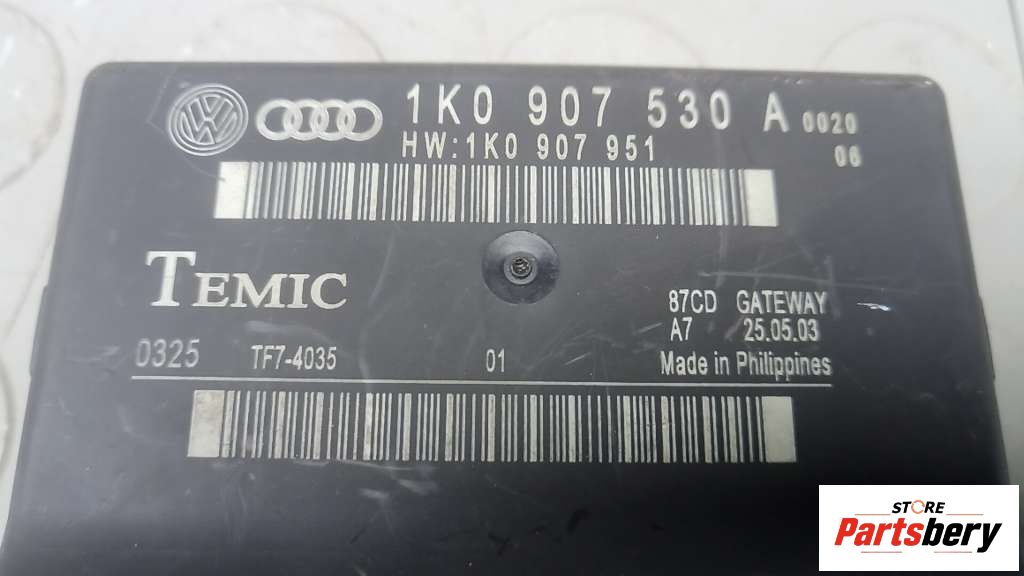 1K0 907 530 A 0020
HW:1K0 907 951 06
TEMIC
87CD GATEWAY
A7 25.05.03
0325 TF7-4035 01 Made in Philippines
STORE
Partsbery